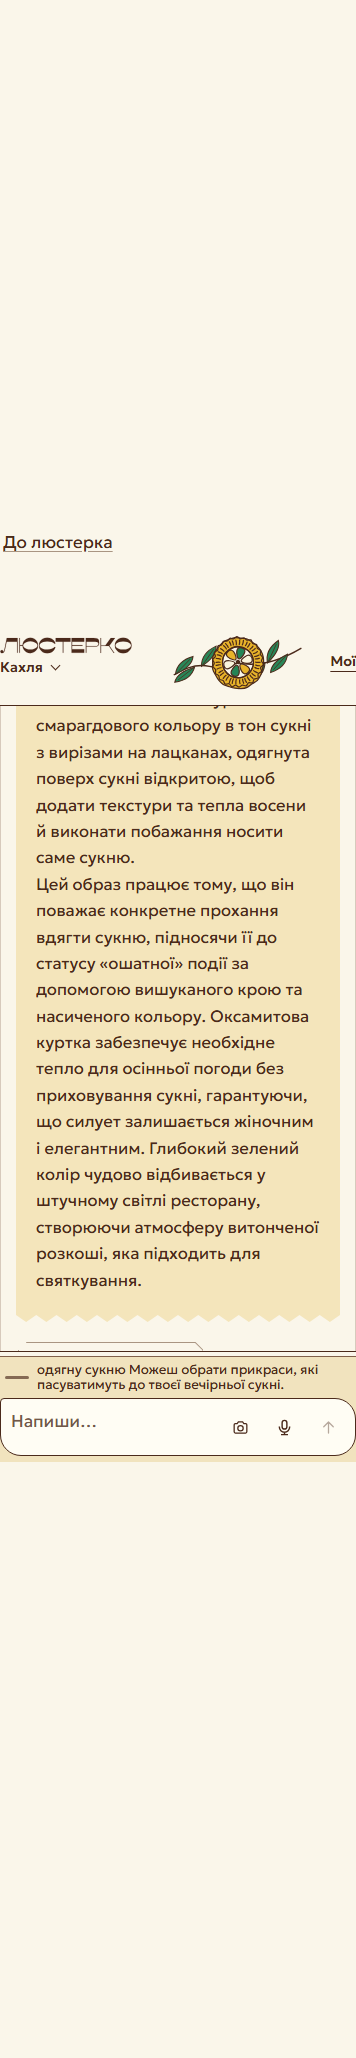 До люстерка
ЛЮСТЕРКО
Кахля
Мої
смарагдового кольору в тон сукні
з вирізами на лацканах, одягнута
поверх сукні відкритою, щоб
додати текстури та тепла восени
й виконати побажання носити
саме сукню.
Цей образ працює тому, що він
поважає конкретне прохання
вдягти сукню, підносячи її до
статусу «ошатної» події за
допомогою вишуканого крою та
насиченого кольору. Оксамитова
куртка забезпечує необхідне
тепло для осінньої погоди без
приховування сукні, гарантуючи,
що силует залишається жіночним
і елегантним. Глибокий зелений
колір чудово відбивається у
штучному світлі ресторану,
створюючи атмосферу витонченої
розкоші, яка підходить для
святкування.
одягну сукню Можеш обрати прикраси, які
пасуватимуть до твоєї вечірньої сукні.
Напиши...